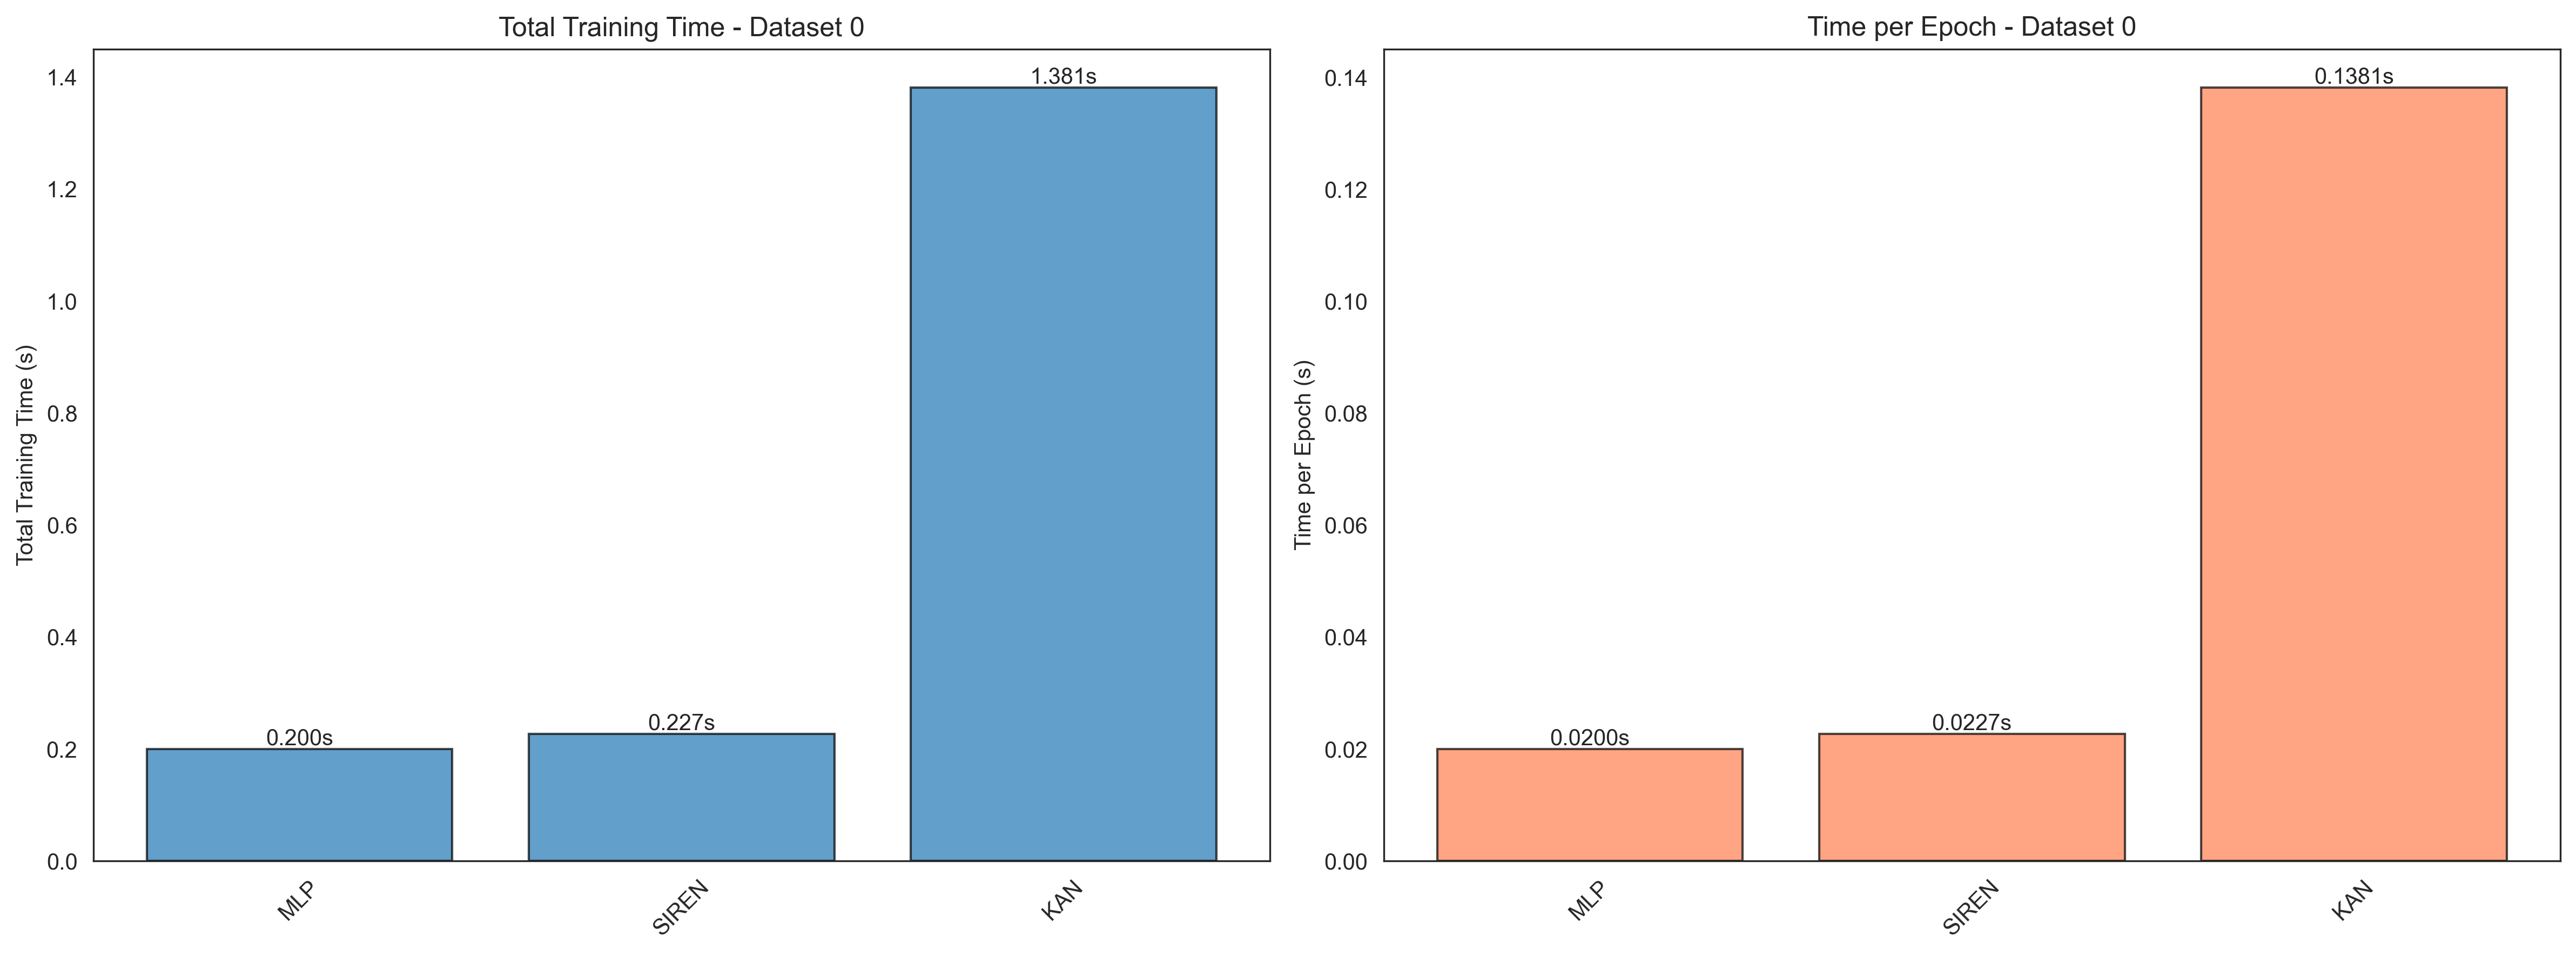 Total Training Time - Dataset 0
Total Training Time (s)
1.4
1.2
1.0
0.8
0.6
0.4
0.2
0.0
0.200s
0.227s
1.381s
MLP
SIREN
KAN
Time per Epoch - Dataset 0
Time per Epoch (s)
0.14
0.12
0.10
0.08
0.06
0.04
0.02
0.00
0.0200s
0.0227s
0.1381s
MLP
SIREN
KAN